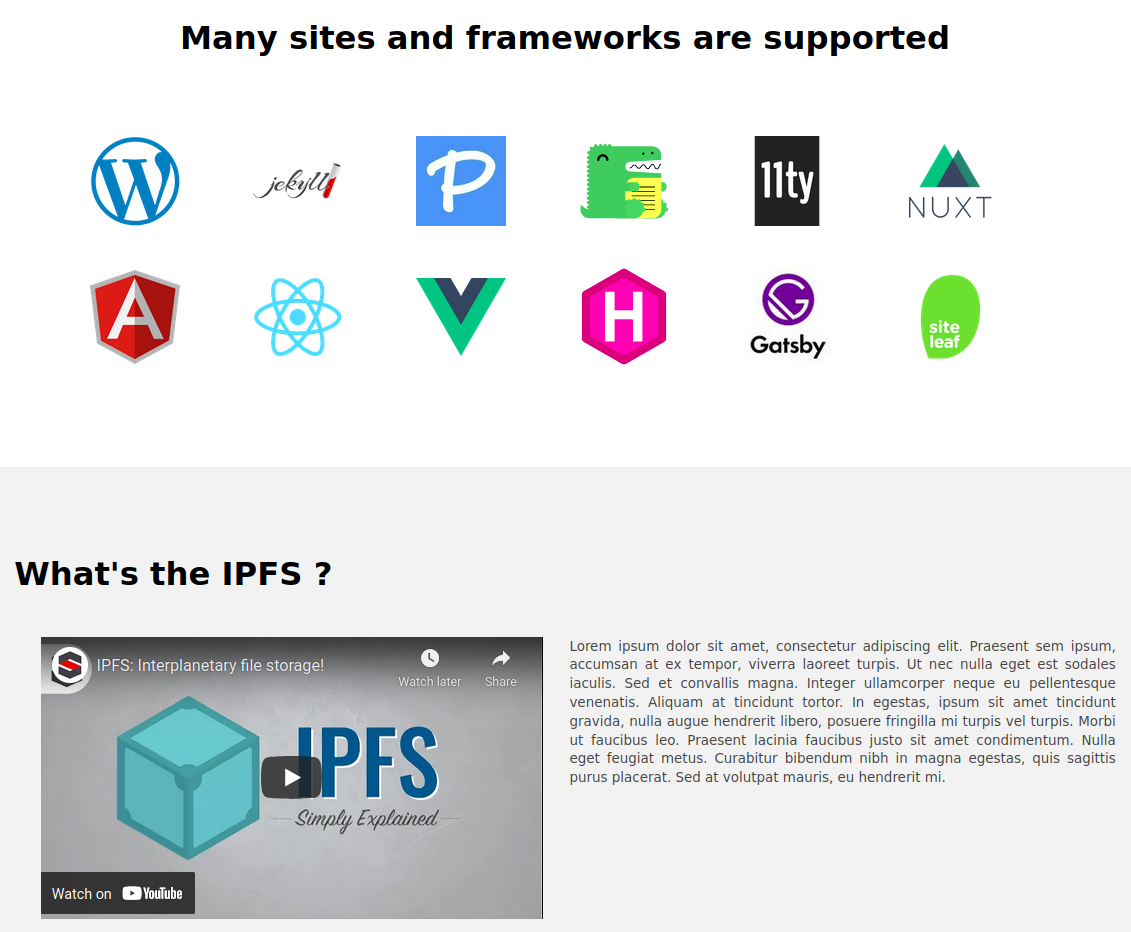 Many sites and frameworks are supported
W
jekyll
P
11ty
NUXT
A
H
G
Gatsby
site
leaf
What's the IPFS ?
IPFS: Interplanetary file storage!
Watch later
Share
IPFS
Simply Explained
Watch on YouTube
Lorem ipsum dolor sit amet, consectetur adipiscing elit. Praesent sem ipsum,
accumsan at ex tempor, viverra laoreet turpis. Ut nec nulla eget est sodales
iaculis. Sed et convallis magna. Integer ullamcorper neque eu pellentesque
venenatis. Aliquam at tincidunt tortor. In egestas, ipsum sit amet tincidunt
gravida, nulla augue hendrerit libero, posuere fringilla mi turpis vel turpis. Morbi
ut faucibus leo. Praesent lacinia faucibus justo sit amet condimentum. Nulla
eget feugiat metus. Curabitur bibendum nibh in magna egestas, quis sagittis
purus placerat. Sed at volutpat mauris, eu hendrerit mi.